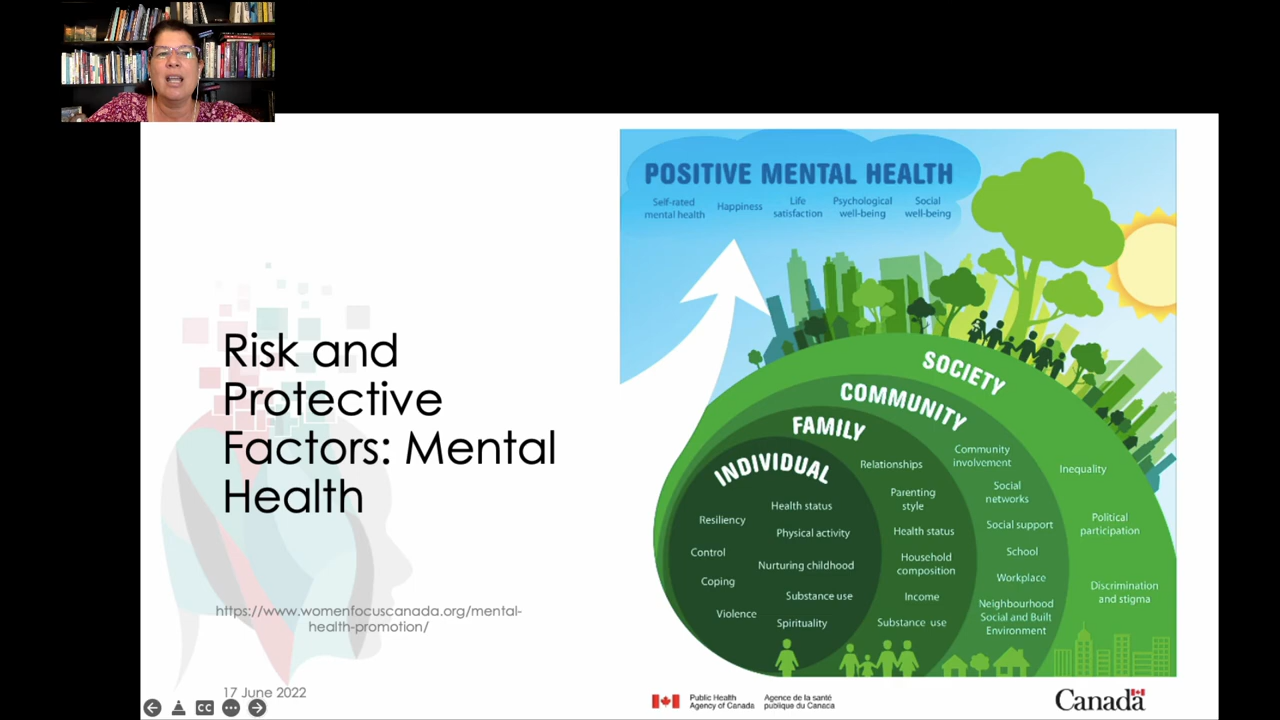 Risk and
Protective
Factors: Mental
Health
https://www.womenfocuscanada.org/mental-
health-promotion/
17 June 2022
CC
POSITIVE MENTAL HEALTH
Self-rated
mental health
Happiness
Life
satisfaction
Psychological
well-being
Social
well-being
SOCIETY
COMMUNITY
FAMILY
INDIVIDUAL
Health status
Resiliency
Physical activity
Control
Nurturing childhood
Coping
Substance use
Violence
Spirituality
Relationships
Parenting
style
Health status
Household
composition
Income
Substance use
Community
involvement
Social
networks
Social support
School
Workplace
Neighbourhood
Social and Built
Environment
Inequality
Political
participation
Discrimination
and stigma
Public Health
Agency of Canada
Agence de la santé
publique du Canada
Canada